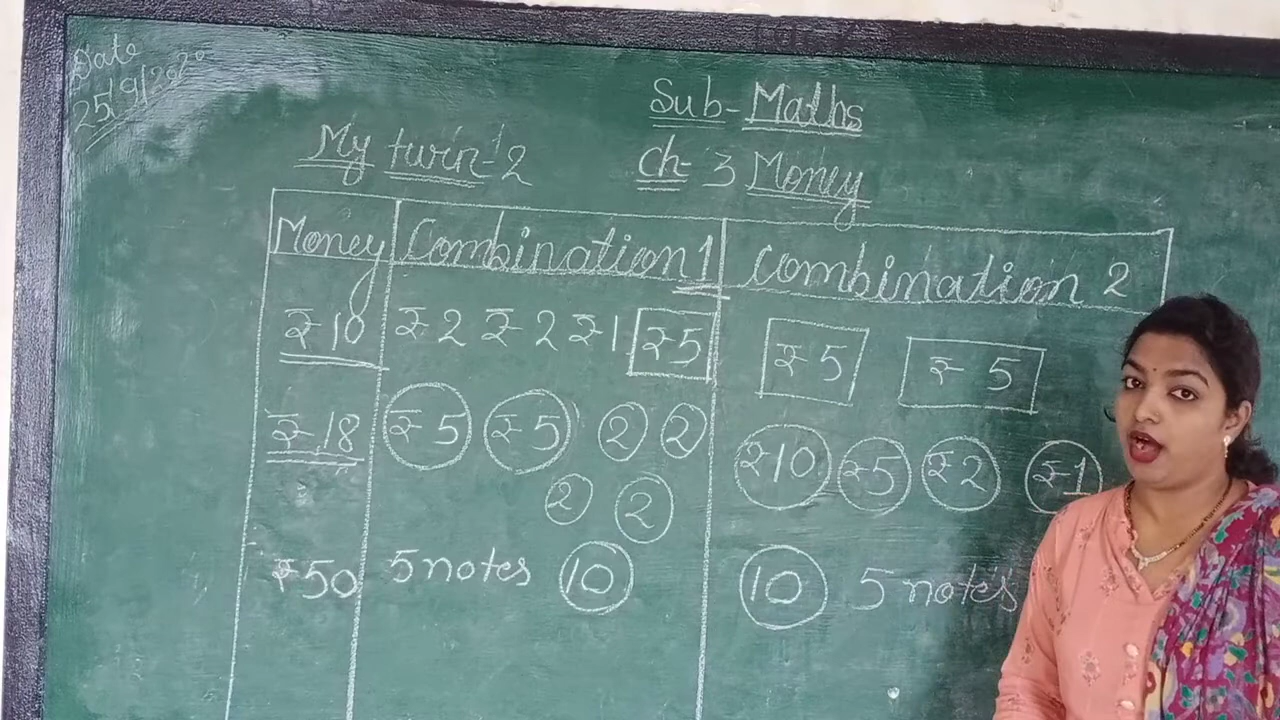 Date
25/9/2020
Sub-Maths
My twin-2
Ch-3 Money
Money Combination 1 Combination 2
₹10 ₹2 ₹2 ₹1 ₹5 ₹5 ₹5
₹18 ₹5 ₹5 2 2 ₹10 ₹5 ₹2 ₹1
2 2
₹50 5 notes 10 10 5 notes